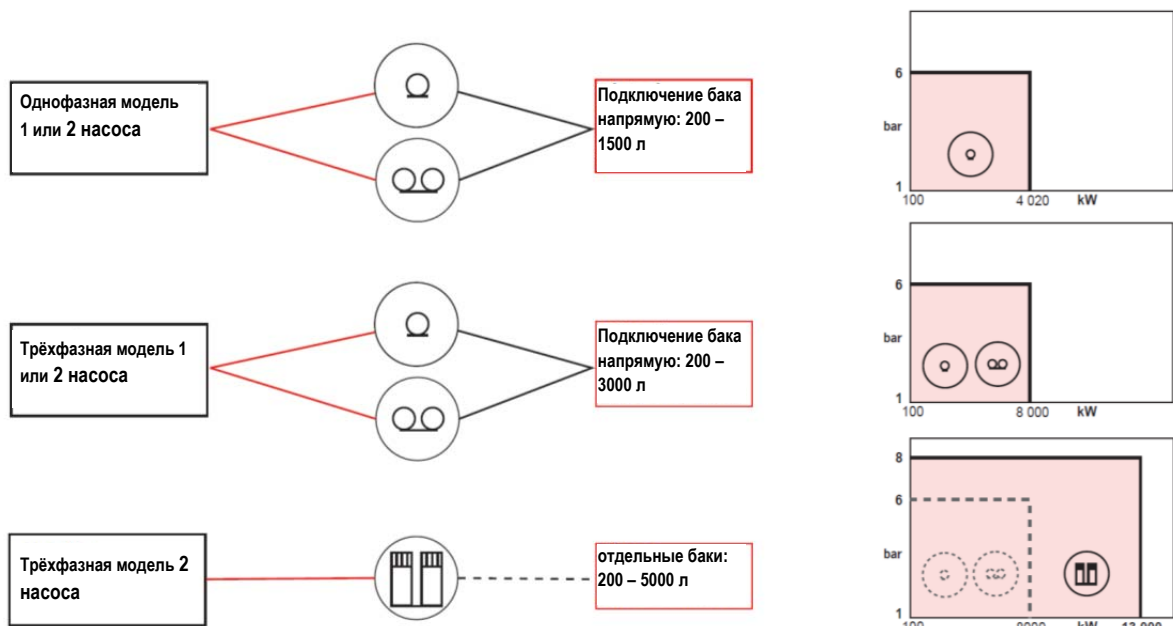 Однофазная модель
1 или 2 насоса
Подключение бака
напрямую: 200 –
1500 л
6
bar
1
100 4 020 kW
Трёхфазная модель 1
или 2 насоса
Подключение бака
напрямую: 200 –
3000 л
6
bar
1
100 8 000 kW
Трёхфазная модель 2
насоса
отдельные баки:
200 – 5000 л
8
6
bar
1
100 8000 kW